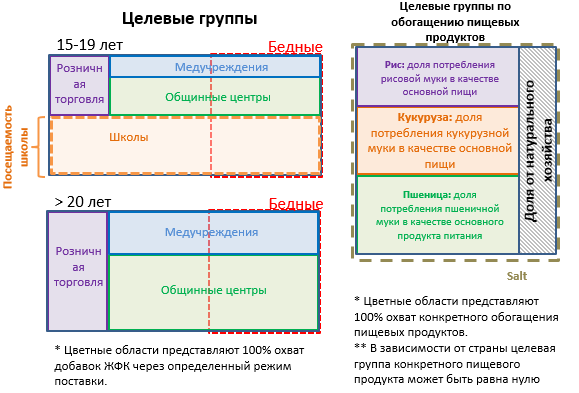 Целевые группы
15-19 лет
Бедные
Розничн
ая
торговля
Медучреждения
Общинные центры
Посещаемость
школы
Школы
> 20 лет
Бедные
Розничн
ая
торговля
Медучреждения
Общинные центры
* Цветные области представляют 100% охват
добавок ЖФК через определенный режим
поставки.
Целевые группы по
обогащению пищевых
продуктов
Рис: доля потребления
рисовой муки в качестве
основной пищи
Кукуруза: доля
потребления кукурузной
муки в качестве основной
пищи
Пшеница: доля
потребления пшеничной
муки в качестве основного
продукта питания
Доля от натурального
хозяйства
Salt
* Цветные области представляют
100% охват конкретного обогащения
пищевых продуктов.
** В зависимости от страны целевая
группа конкретного пищевого
продукта может быть равна нулю